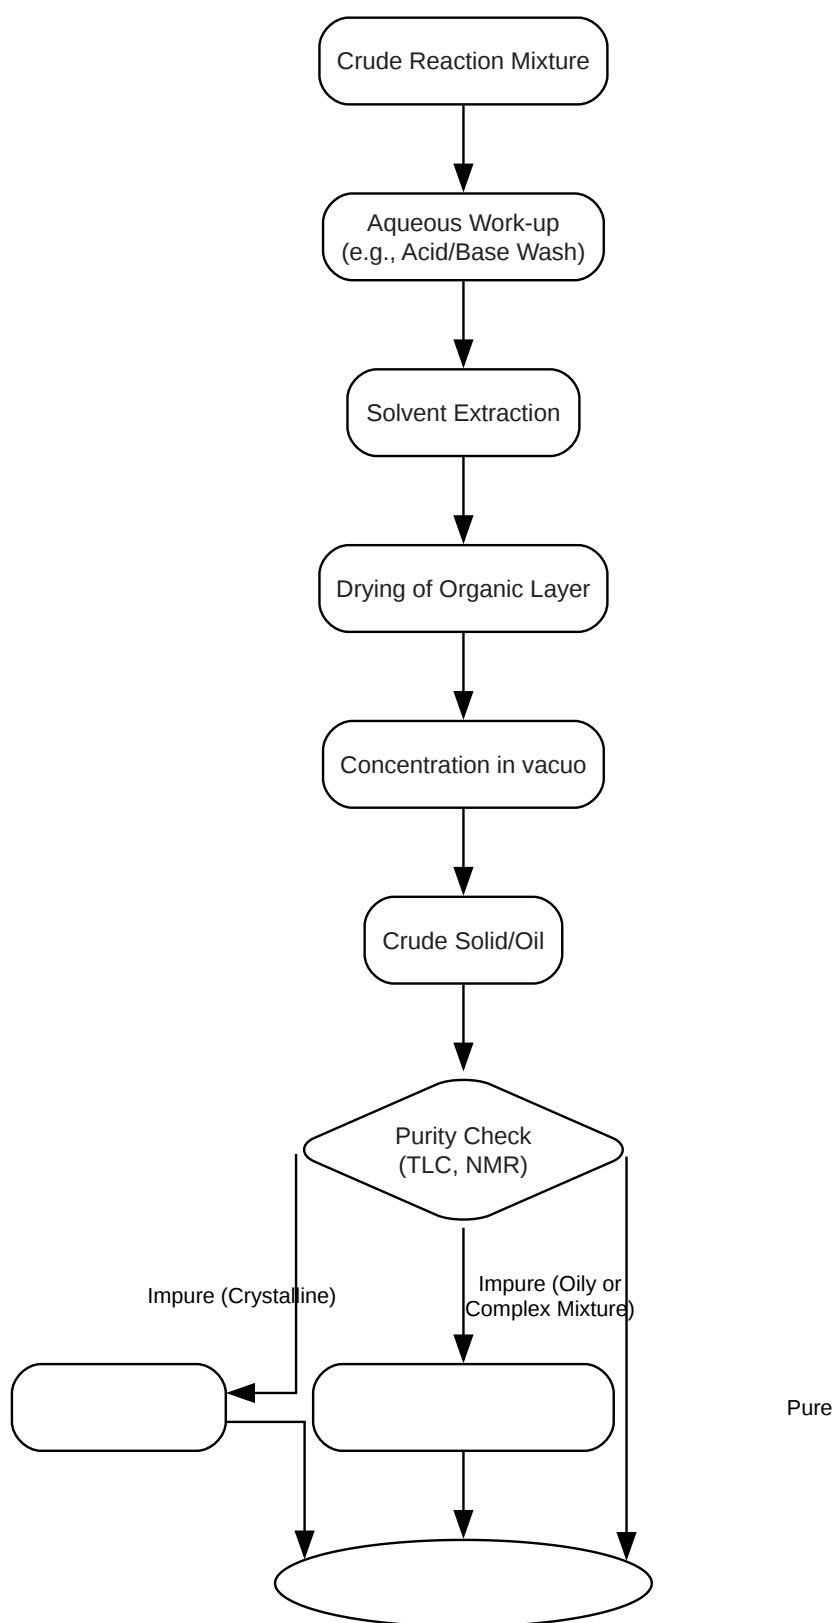 Crude Reaction Mixture
Aqueous Work-up
(e.g., Acid/Base Wash)
Solvent Extraction
Drying of Organic Layer
Concentration in vacuo
Crude Solid/Oil
Purity Check
(TLC, NMR)
Impure (Crystalline)
Impure (Oily or
Complex Mixture)
Pure